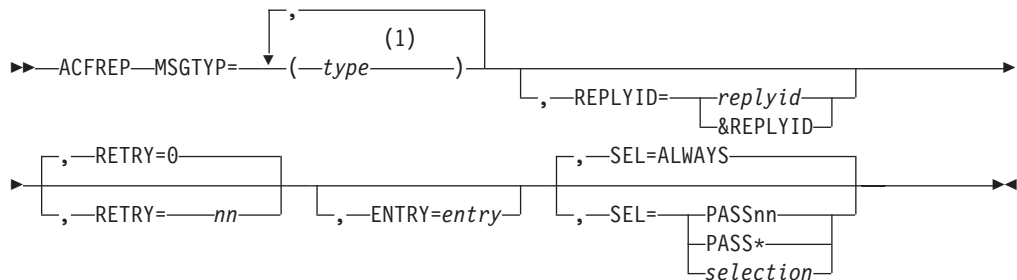 ,
(1)
ACFREP MSGTYP= ( type )
, REPLYID= replyid
&REPLYID
, RETRY=0 , SEL=ALWAYS
, RETRY= nn , ENTRY=entry , SEL= PASSnn
PASS*
selection